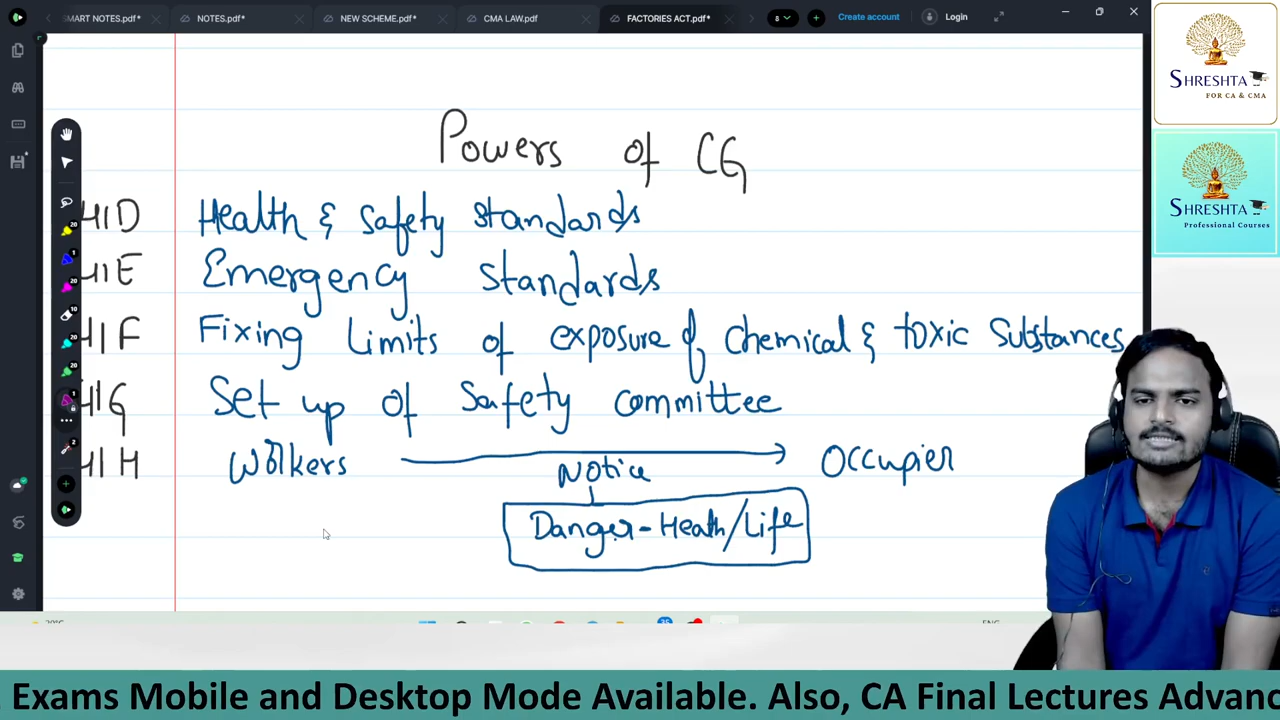 SMART NOTES.pdf* NOTES.pdf* NEW SCHEME.pdf* CMA LAW.pdf FACTORIES ACT.pdf* 8 Create account Login
SHRESHTA
FOR CA & CMA
SHRESHTA
Professional Courses
Powers of CG
41D Health & Safety Standards
41E Emergency Standards
41F Fixing Limits of exposure of chemical & toxic Substances
41G Set up of Safety committee
41H Workers Notice Occupier
Danger-Heath/Life
ENG
Exams Mobile and Desktop Mode Available. Also, CA Final Lectures Advanc